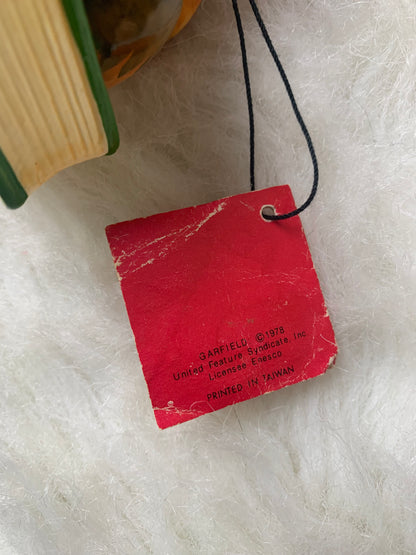 GARFIELD: ©1978
United Feature Syndicate, Inc.
Licensee Enesco
PRINTED IN TAIWAN